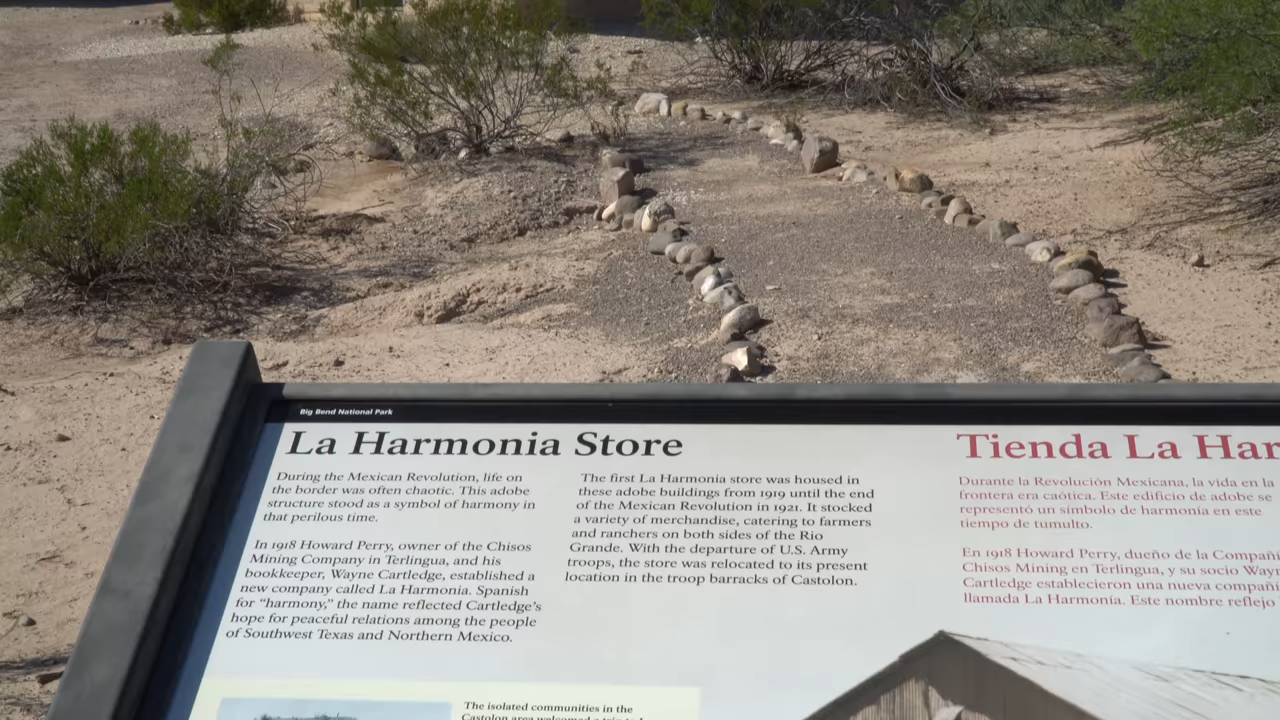 Big Bend National Park
La Harmonia Store
During the Mexican Revolution, life on
the border was often chaotic. This adobe
structure stood as a symbol of harmony in
that perilous time.
In 1918 Howard Perry, owner of the Chisos
Mining Company in Terlingua, and his
bookkeeper, Wayne Cartledge, established a
new company called La Harmonia. Spanish
for “harmony,” the name reflected Cartledge’s
hope for peaceful relations among the people
of Southwest Texas and Northern Mexico.
The first La Harmonia store was housed in
these adobe buildings from 1919 until the end
of the Mexican Revolution in 1921. It stocked
a variety of merchandise, catering to farmers
and ranchers on both sides of the Rio
Grande. With the departure of U.S. Army
troops, the store was relocated to its present
location in the troop barracks of Castolon.
The isolated communities in the
Castolon area welcomed a trip to
Tienda La Har
Durante la Revolución Mexicana, la vida en la
frontera era caótica. Este edificio de adobe se
representó un símbolo de harmonía en este
tiempo de tumulto.
En 1918 Howard Perry, dueño de la Compañ
Chisos Mining en Terlingua, y su socio Wayn
Cartledge establecieron una nueva compañí
llamada La Harmonía. Este nombre reflejo